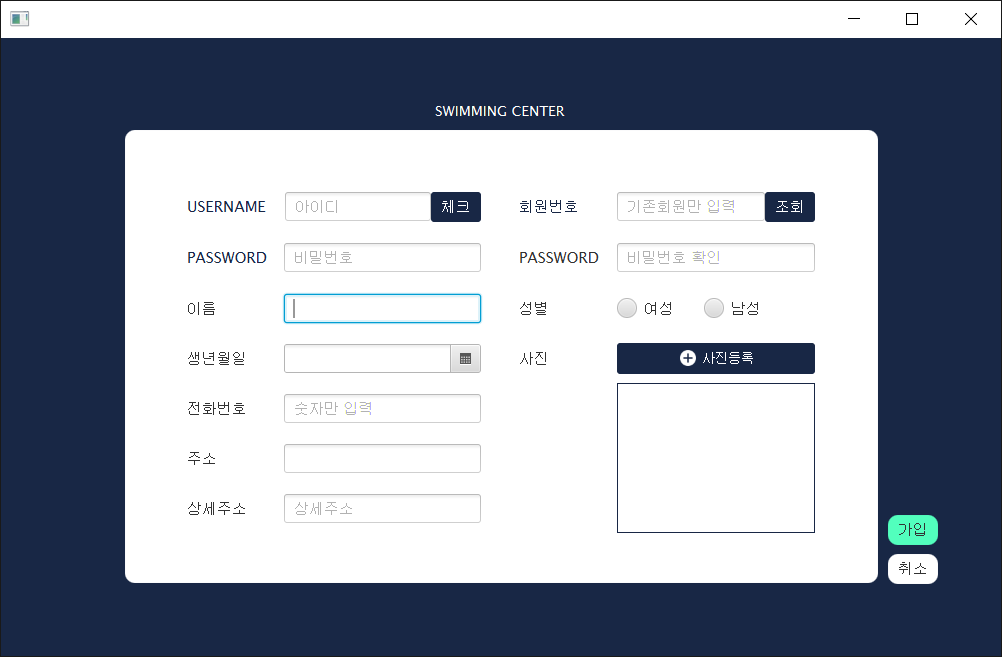 SWIMMING CENTER
USERNAME 아이디 체크 회원번호 기존회원만 입력 조회
PASSWORD 비밀번호 PASSWORD 비밀번호 확인
이름 성별 여성 남성
생년월일 사진 사진등록
전화번호 숫자만 입력
주소
상세주소 상세주소
가입
취소